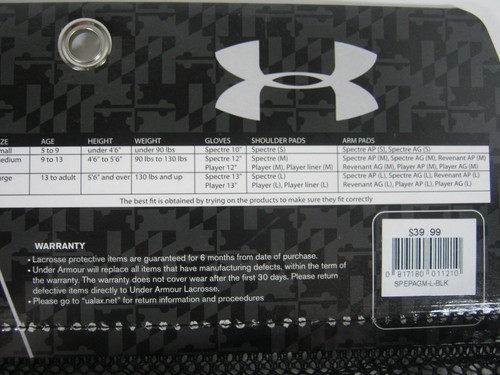 ZE AGE HEIGHT WEIGHT GLOVES SHOULDER PADS ARM PADS
mall 5 to 9 under 4'6" under 90 lbs Spectre 10" Spectre (S) Spectre AP (S), Spectre AG (S)
edium 9 to 13 4'6" to 5'6" 90 lbs to 130 lbs Spectre 12" Spectre (M) Spectre AP (M), Spectre AG (M), Revenant AP (M)
Player 12" Player (M), Player liner (M) Revenant AG (M), Player AP (M), Player AG (M)
arge 13 to adult 5'6" and over 130 lbs and up Spectre 13" Spectre (L) Spectre AP (L), Spectre AG (L), Revenant AP (L)
Player 13" Player (L), Player liner (L) Revenant AG (L), Player AP (L), Player AG (L)
The best fit is obtained by trying on the products to make sure they fit correctly
WARRANTY
• Lacrosse protective items are guaranteed for 6 months from date of purchase.
• Under Armour will replace all items that have manufacturing defects, within the term of
the warranty. The warranty does not cover wear after the first 30 days. Please return
defective items directly to Under Armour Lacrosse.
• Please go to "ualax.net" for return information and proceedures
$39.99
0 817180 011210
SPEPAGM-L-BLK